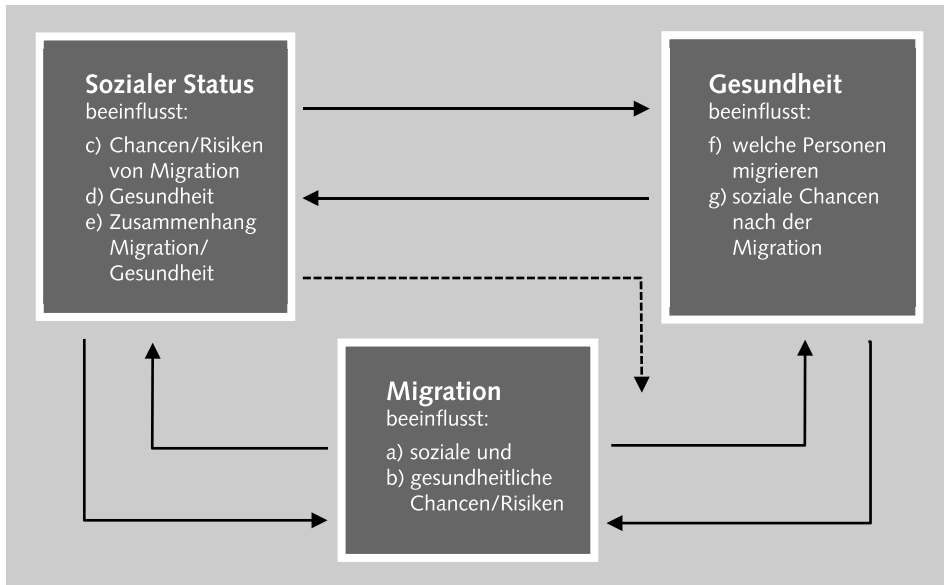 Sozialer Status
beeinflusst:
c) Chancen/Risiken
von Migration
d) Gesundheit
e) Zusammenhang
Migration/
Gesundheit
Gesundheit
beeinflusst:
f) welche Personen
migrieren
g) soziale Chancen
nach der
Migration
Migration
beeinflusst:
a) soziale und
b) gesundheitliche
Chancen/Risiken